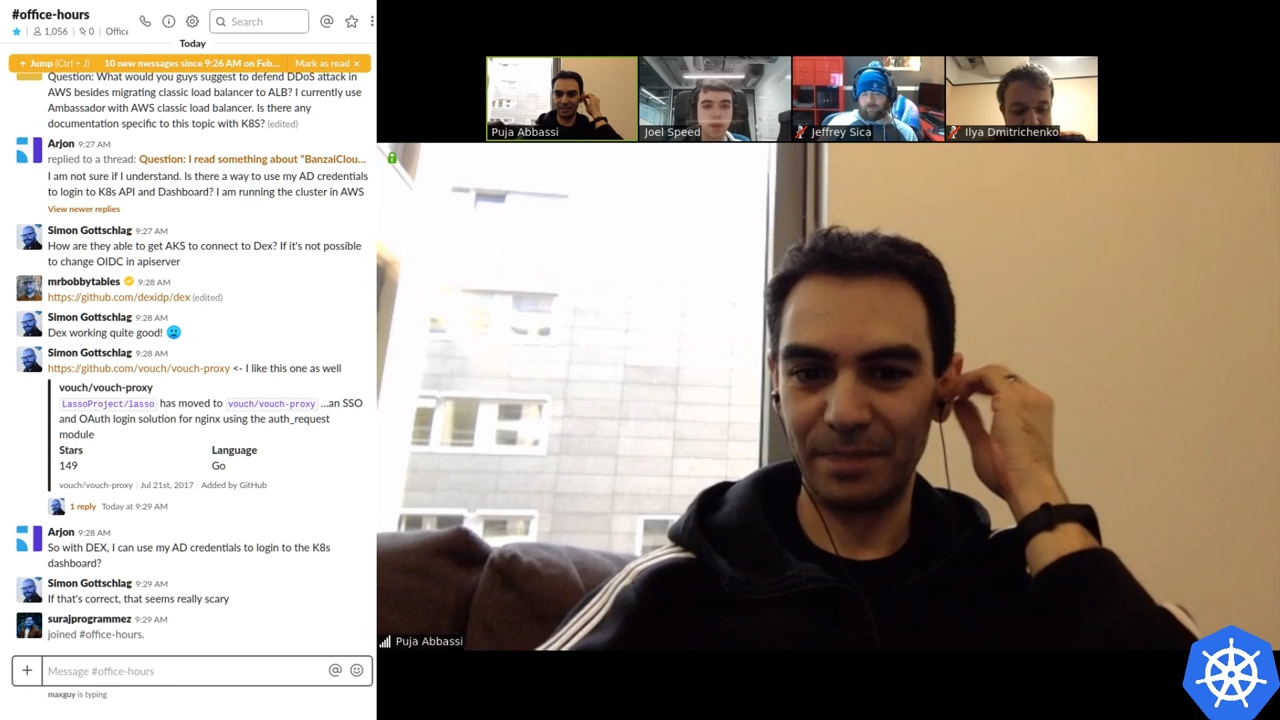 #office-hours
1,056
0
Office
Search
Today
Jump (Ctrl + J)
10 new messages since 9:26 AM on Feb...
Mark as read ×
Question: What would you guys suggest to defend DDoS attack in
AWS besides migrating classic load balancer to ALB? I currently use
Ambassador with AWS classic load balancer. Is there any
documentation specific to this topic with K8S? (edited)
Arjon 9:27 AM
replied to a thread: Question: I read something about "BanzaiClou...
I am not sure if I understand. Is there a way to use my AD credentials
to login to K8s API and Dashboard? I am running the cluster in AWS
View newer replies
Simon Gottschlag 9:27 AM
How are they able to get AKS to connect to Dex? If it's not possible
to change OIDC in apiserver
mrbobbytables 9:28 AM
https://github.com/dexidp/dex (edited)
Simon Gottschlag 9:28 AM
Dex working quite good!
Simon Gottschlag 9:28 AM
https://github.com/vouch/vouch-proxy <- I like this one as well
vouch/vouch-proxy
LassoProject/lasso has moved to vouch/vouch-proxy ...an SSO
and OAuth login solution for nginx using the auth_request
module
Stars Language
149 Go
vouch/vouch-proxy Jul 21st, 2017 Added by GitHub
1 reply Today at 9:29 AM
Arjon 9:28 AM
So with DEX, I can use my AD credentials to login to the K8s
dashboard?
Simon Gottschlag 9:29 AM
If that's correct, that seems really scary
surajprogrammez 9:29 AM
joined #office-hours.
Message #office-hours
maxguy is typing
Puja Abbassi
Joel Speed
Jeffrey Sica
Ilya Dmitrichenko
Puja Abbassi